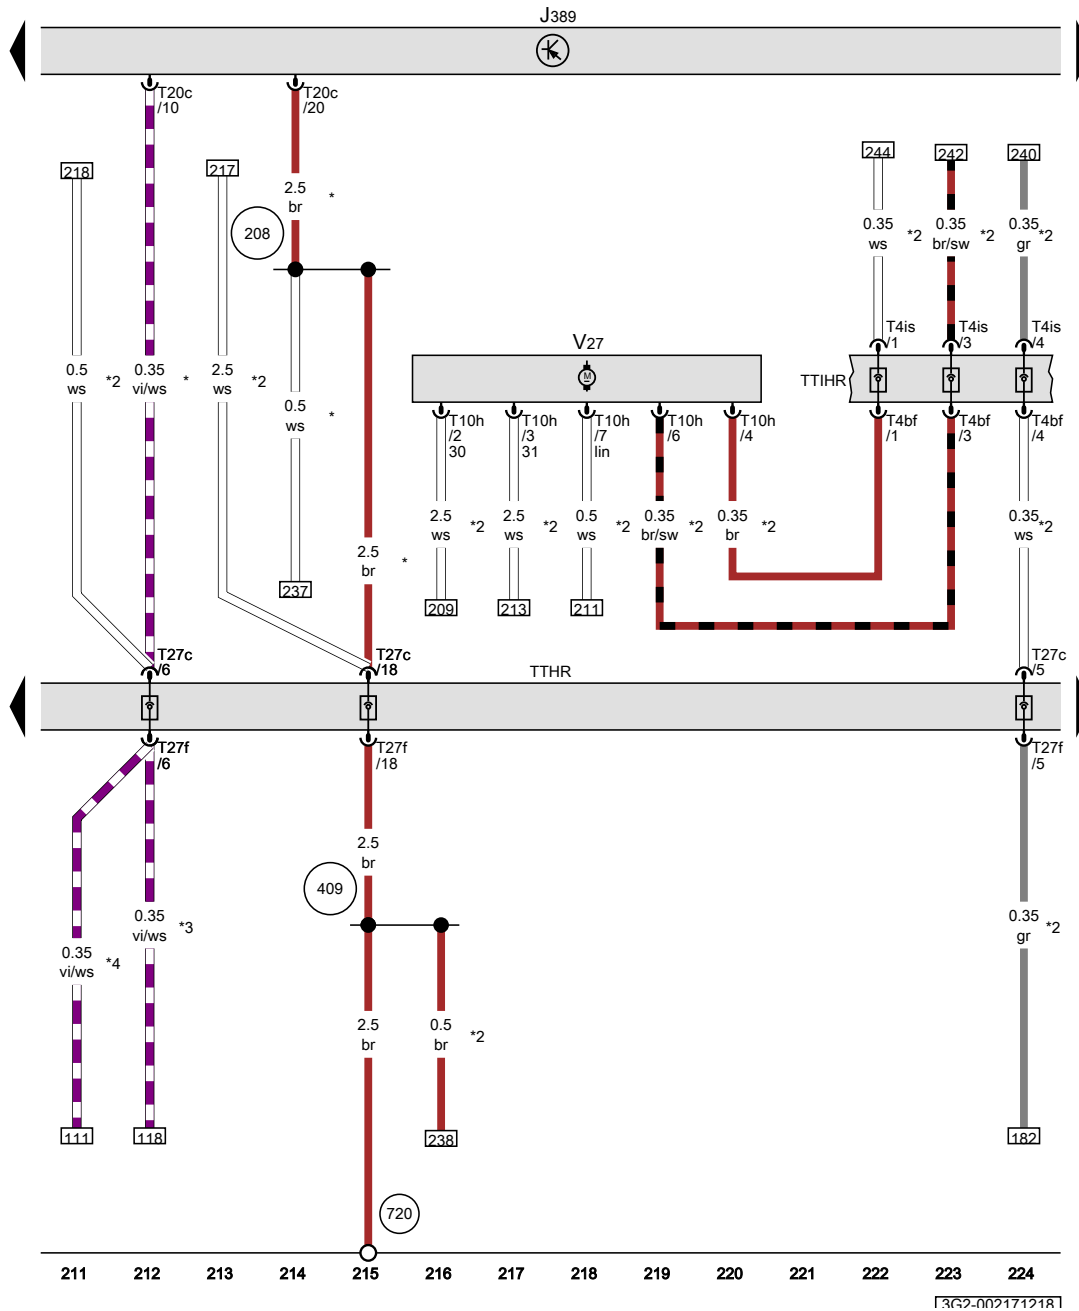 J389
T20c
/10
T20c
/20
218
217
244
242
240
2.5
br
*
208
0.35
ws
*2
0.35
br/sw
*2
0.35
gr
*2
T4is
/1
T4is
/3
T4is
/4
V27
M
TTIHR
0.5
ws
*2
0.35
vi/ws
*
2.5
ws
*2
0.5
ws
*
T10h
/2
30
T10h
/3
31
T10h
/7
lin
T10h
/6
T10h
/4
T4bf
/1
T4bf
/3
T4bf
/4
2.5
ws
*2
2.5
ws
*2
0.5
ws
*2
0.35
br/sw
*2
0.35
br
*2
0.35
ws
*2
2.5
br
*
237
209
213
211
T27c
/6
T27c
/18
TTHR
T27c
/5
T27f
/6
T27f
/18
T27f
/5
2.5
br
409
0.35
vi/ws
*3
0.35
gr
*2
0.35
vi/ws
*4
2.5
br
0.5
br
*2
111
118
238
182
720
211 212 213 214 215 216 217 218 219 220 221 222 223 224
3G2-002171218